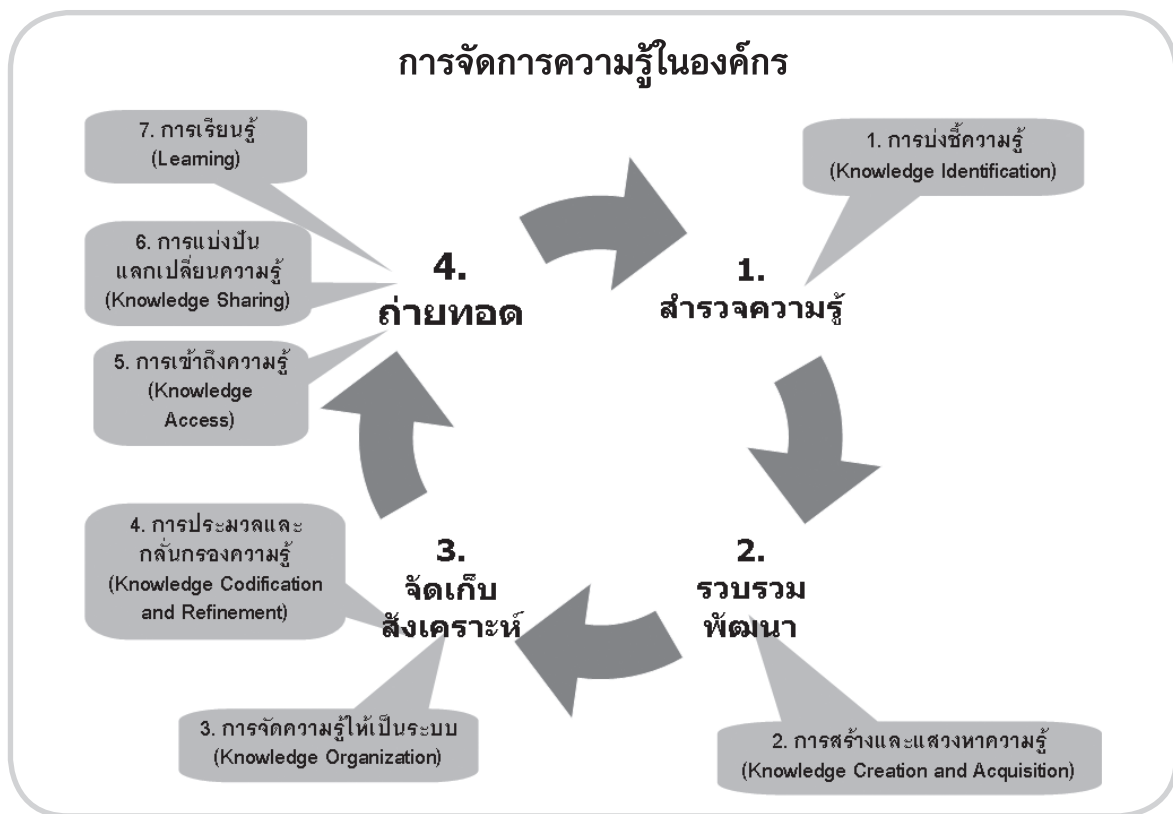 การจัดการความรู้ในองค์กร
7. การเรียนรู้
(Learning)
1. การบ่งชี้ความรู้
(Knowledge Identification)
6. การแบ่งปัน
แลกเปลี่ยนความรู้
(Knowledge Sharing)
4.
ถ่ายทอด
1.
สำรวจความรู้
5. การเข้าถึงความรู้
(Knowledge
Access)
4. การประมวลและ
กลั่นกรองความรู้
(Knowledge Codification
and Refinement)
3.
จัดเก็บ
สังเคราะห์
2.
รวบรวม
พัฒนา
3. การจัดความรู้ให้เป็นระบบ
(Knowledge Organization)
2. การสร้างและแสวงหาความรู้
(Knowledge Creation and Acquisition)